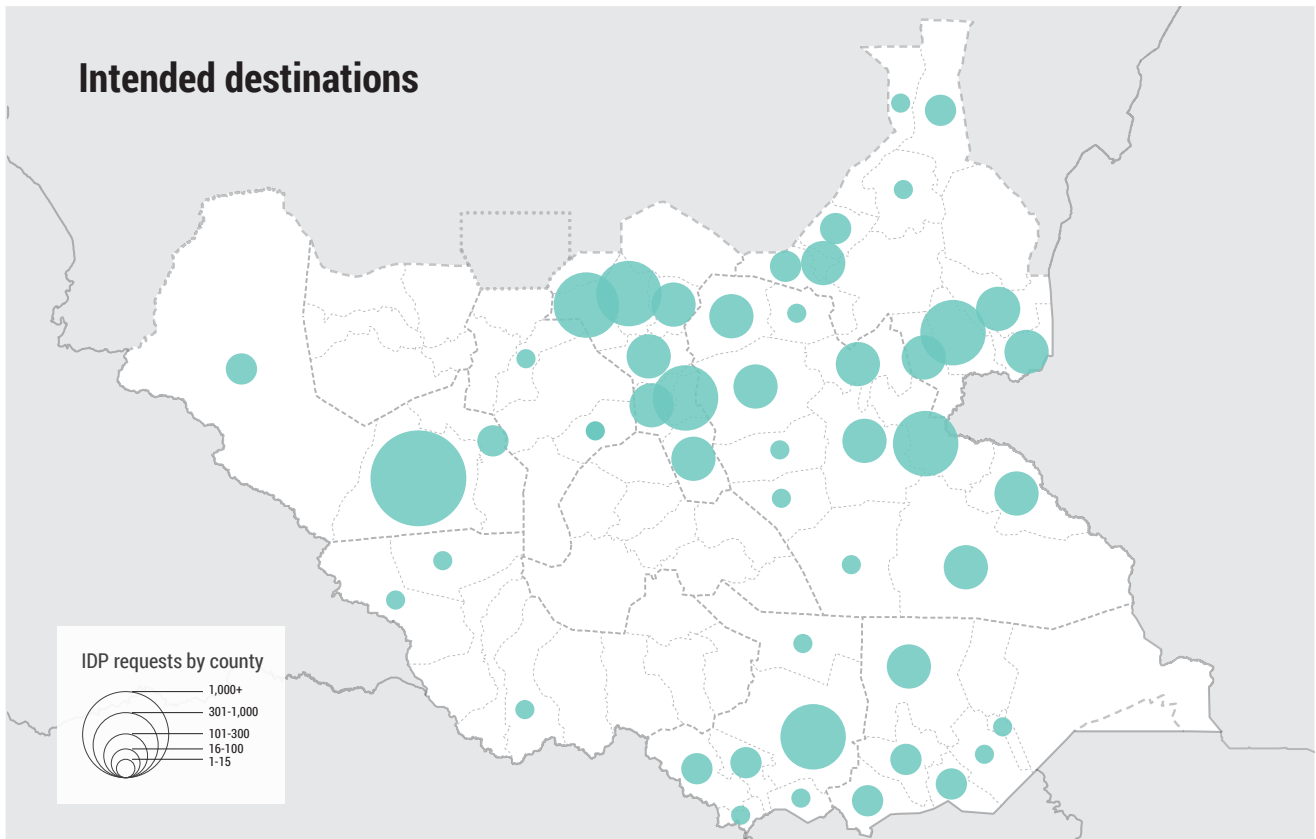 Intended destinations
IDP requests by county
1,000+
301-1,000
101-300
16-100
1-15